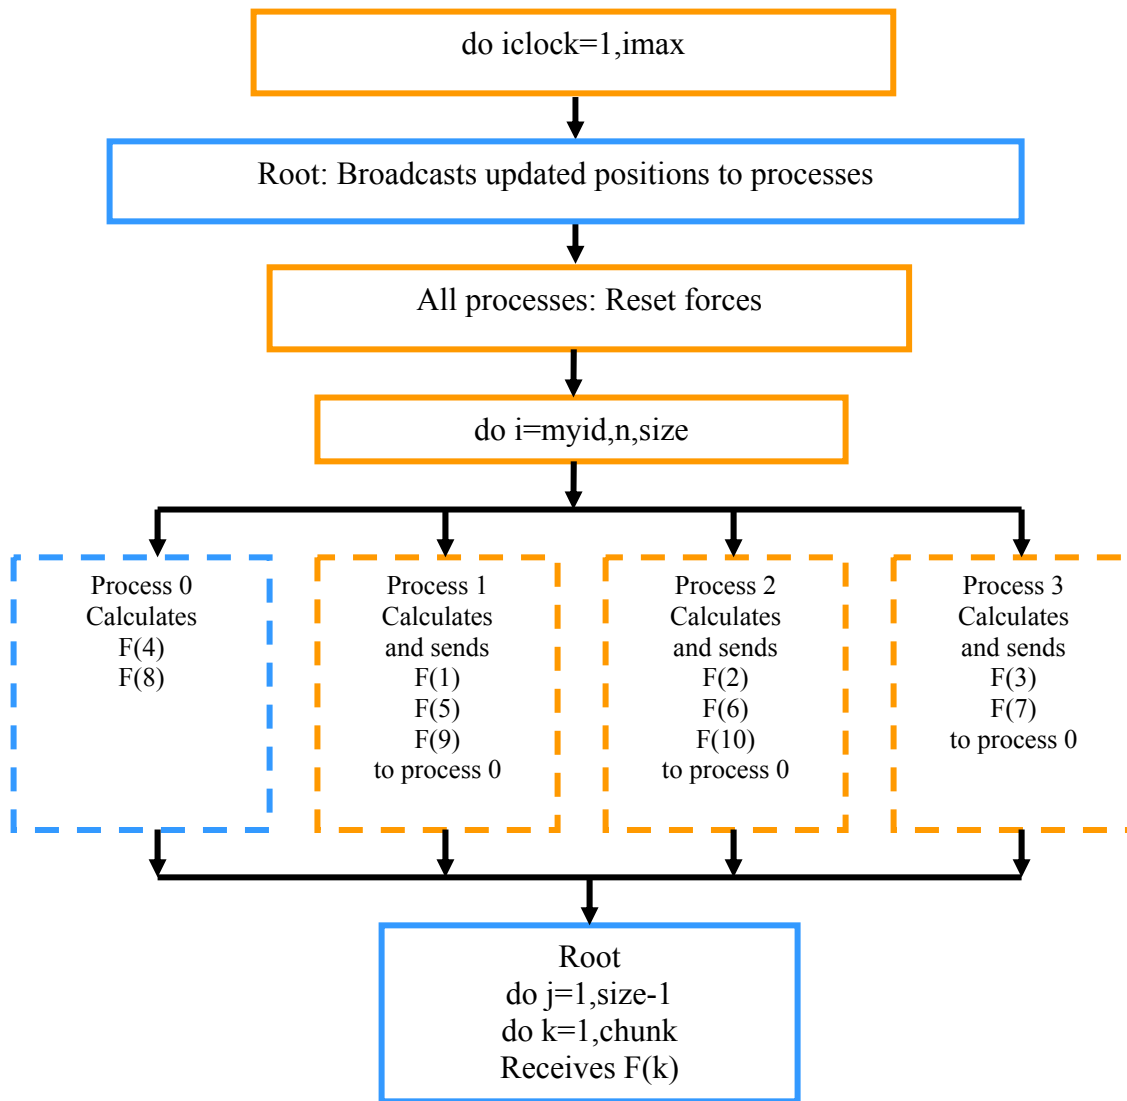 do iclock=1,imax
Root: Broadcasts updated positions to processes
All processes: Reset forces
do i=myid,n,size
Process 0
Calculates
F(4)
F(8)
Process 1
Calculates
and sends
F(1)
F(5)
F(9)
to process 0
Process 2
Calculates
and sends
F(2)
F(6)
F(10)
to process 0
Process 3
Calculates
and sends
F(3)
F(7)
to process 0
Root
do j=1,size-1
do k=1,chunk
Receives F(k)